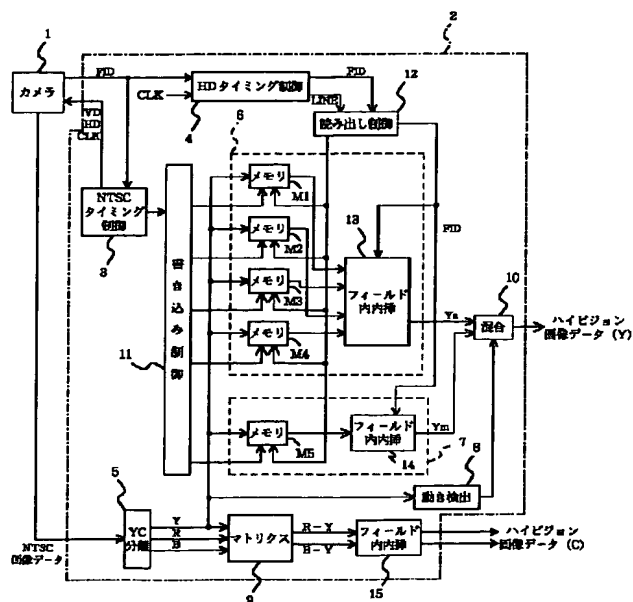 1
2
カメラ
FID
HDタイミング制御
FID
12
CLK
4
LINE
読み出し制御
VD
HD
CLK
6
NTSC
タイミング
制御
3
メモリ
M1
メモリ
M2
メモリ
M3
メモリ
M4
13
フィールド
内内挿
FID
書き込み制御
11
Ya
10
混合
ハイビジョン
画像データ (Y)
メモリ
M5
フィールド
内内挿
14
Ym
7
8
動き検出
5
YC
分離
Y
R
B
マトリクス
9
R-Y
B-Y
フィールド
内内挿
15
ハイビジョン
画像データ (C)
NTSC
画像データ